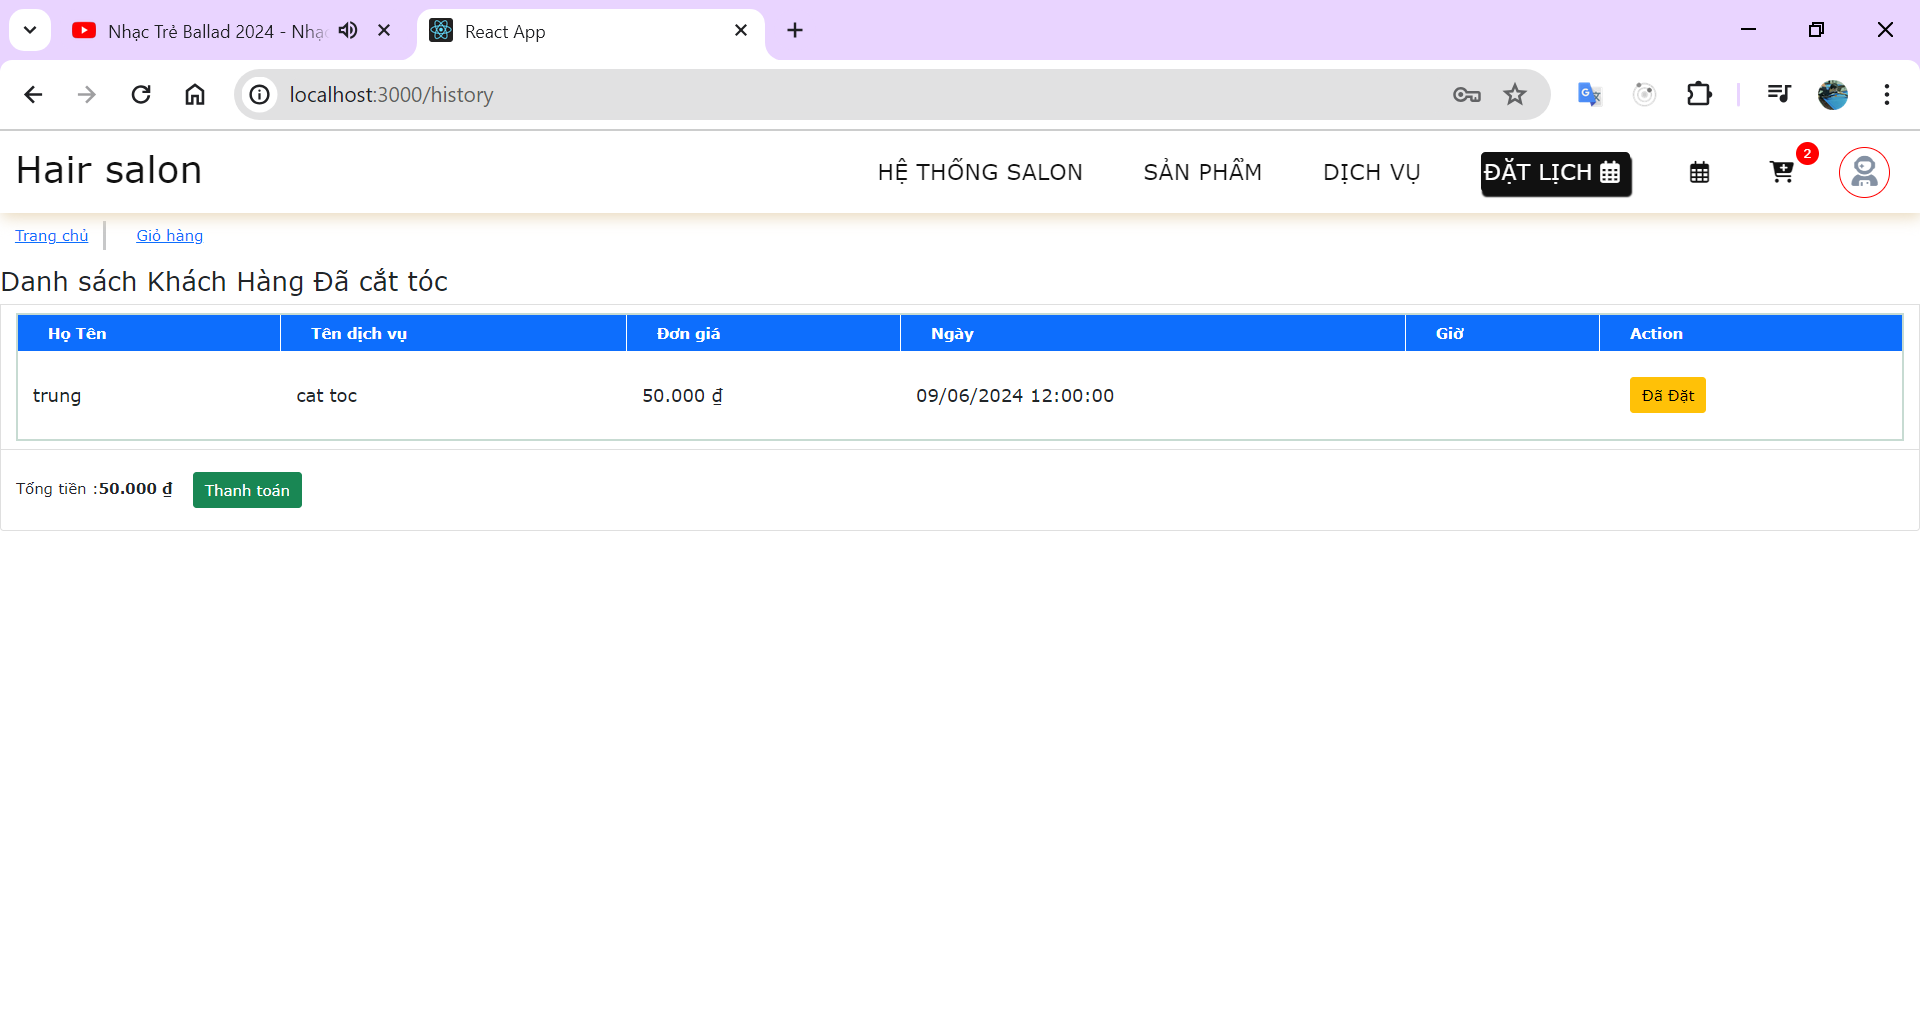 Nhạc Trẻ Ballad 2024 - Nhạc
React App
localhost:3000/history
Hair salon
HỆ THỐNG SALON
SẢN PHẨM
DỊCH VỤ
ĐẶT LỊCH
2
Trang chủ
Giỏ hàng
Danh sách Khách Hàng Đã cắt tóc
Họ Tên Tên dịch vụ Đơn giá Ngày Giờ Action
trung cat toc 50.000 ₫ 09/06/2024 12:00:00 Đã Đặt
Tổng tiền :50.000 ₫ Thanh toán